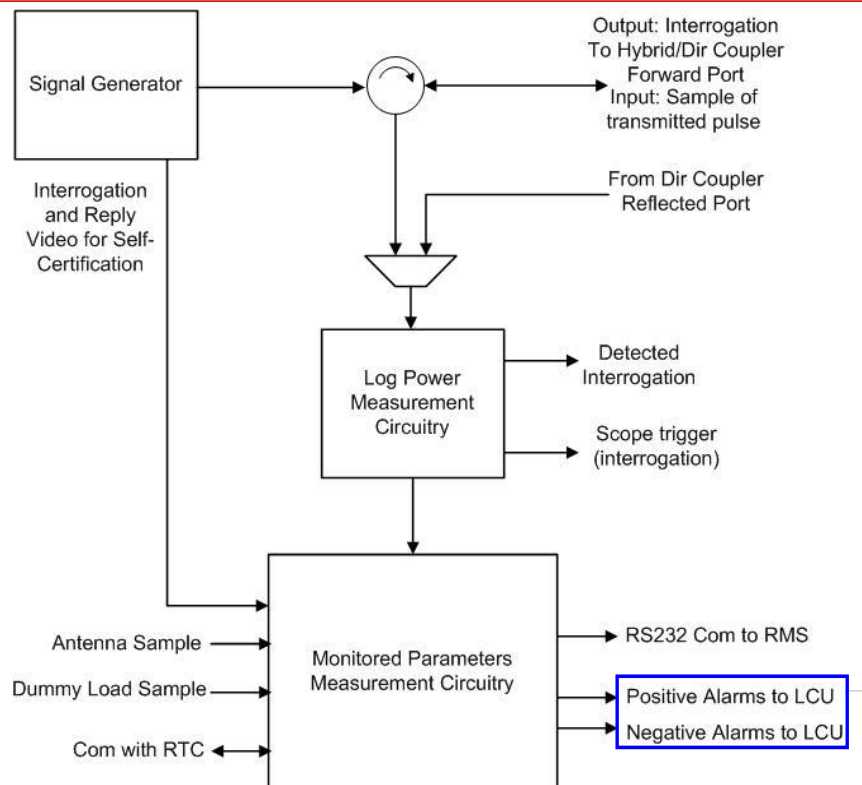 Signal Generator
Output: Interrogation
To Hybrid/Dir Coupler
Forward Port
Input: Sample of
transmitted pulse
From Dir Coupler
Reflected Port
Interrogation
and Reply
Video for Self-
Certification
Log Power
Measurement
Circuitry
Detected
Interrogation
Scope trigger
(interrogation)
Antenna Sample
Dummy Load Sample
Com with RTC
Monitored Parameters
Measurement Circuitry
RS232 Com to RMS
Positive Alarms to LCU
Negative Alarms to LCU